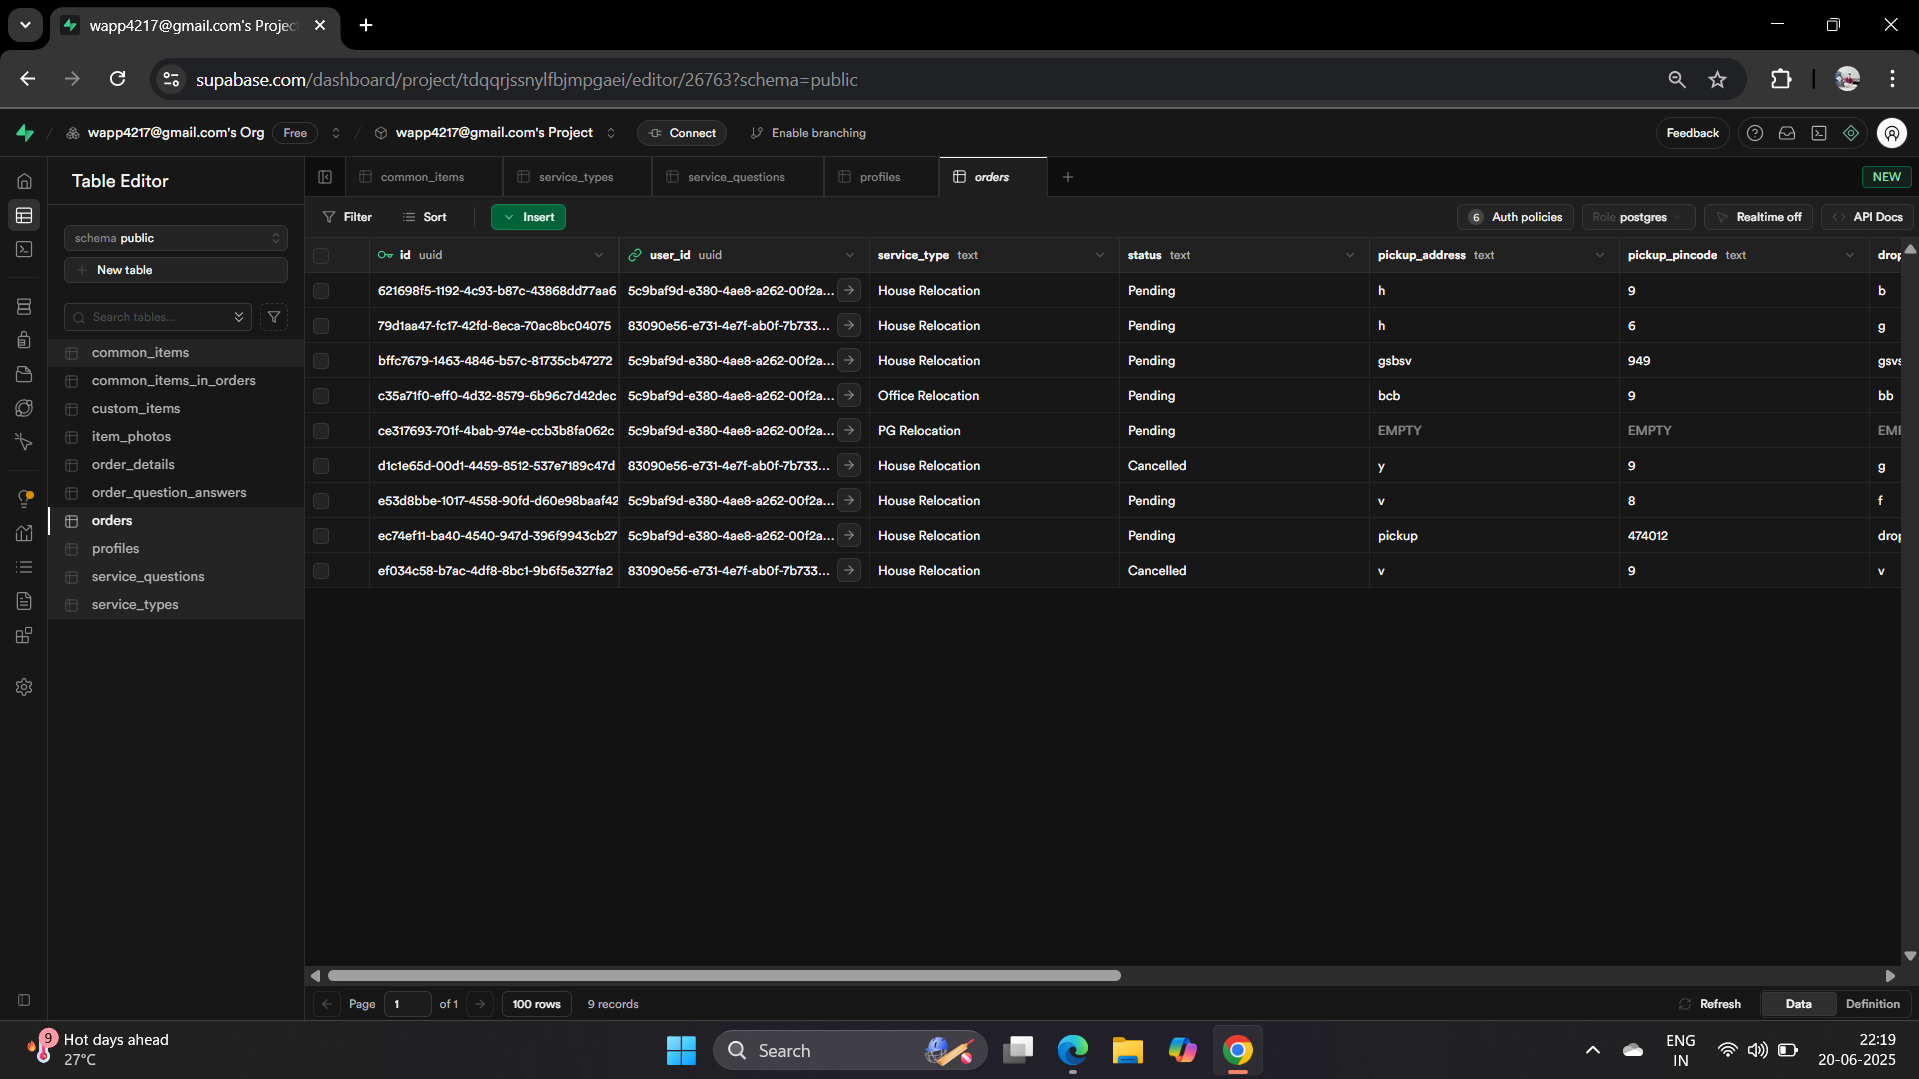 wapp4217@gmail.com's Project
supabase.com/dashboard/project/tdqqrjssnylfbjmpgaei/editor/26763?schema=public
wapp4217@gmail.com's Org Free wapp4217@gmail.com's Project Connect Enable branching Feedback
Table Editor
schema public
New table
Search tables...
common_items
common_items_in_orders
custom_items
item_photos
order_details
order_question_answers
orders
profiles
service_questions
service_types
common_items service_types service_questions profiles orders NEW
Filter Sort Insert 6 Auth policies Role postgres Realtime off API Docs
id uuid user_id uuid service_type text status text pickup_address text pickup_pincode text drop
621698f5-1192-4c93-b87c-43868dd77aa6 5c9baf9d-e380-4ae8-a262-00f2a... House Relocation Pending h 9 b
79d1aa47-fc17-42fd-8eca-70ac8bc04075 83090e56-e731-4e7f-ab0f-7b733... House Relocation Pending h 6 g
bffc7679-1463-4846-b57c-81735cb47272 5c9baf9d-e380-4ae8-a262-00f2a... House Relocation Pending gsbsv 949 gsvs
c35a71f0-eff0-4d32-8579-6b96c7d42dec 5c9baf9d-e380-4ae8-a262-00f2a... Office Relocation Pending bcb 9 bb
ce317693-701f-4bab-974e-ccb3b8fa062c 5c9baf9d-e380-4ae8-a262-00f2a... PG Relocation Pending EMPTY EMPTY EM
d1c1e65d-00d1-4459-8512-537e7189c47d 83090e56-e731-4e7f-ab0f-7b733... House Relocation Cancelled y 9 g
e53d8bbe-1017-4558-90fd-d60e98baaf42 5c9baf9d-e380-4ae8-a262-00f2a... House Relocation Pending v 8 f
ec74ef11-ba40-4540-947d-396f9943cb27 5c9baf9d-e380-4ae8-a262-00f2a... House Relocation Pending pickup 474012 drop
ef034c58-b7ac-4df8-8bc1-9b6f5e327fa2 83090e56-e731-4e7f-ab0f-7b733... House Relocation Cancelled v 9 v
Page 1 of 1 100 rows 9 records Refresh Data Definition
9 Hot days ahead
27°C
Search
ENG
IN
22:19
20-06-2025